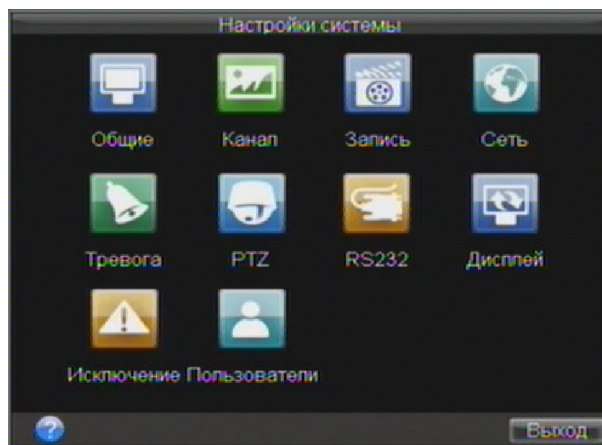 Настройки системы
Общие Канал Запись Сеть
Тревога PTZ RS232 Дисплей
Исключение Пользователи
?
Выход